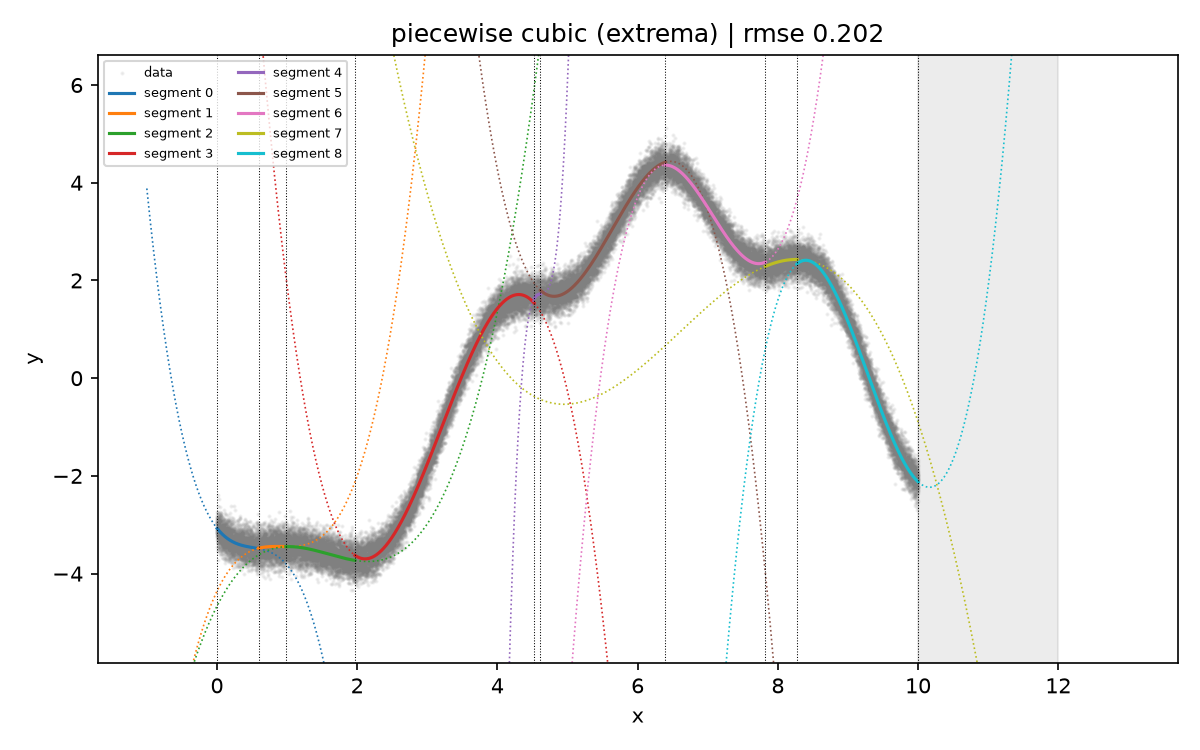 piecewise cubic (extrema) | rmse 0.202
data
segment 0
segment 1
segment 2
segment 3
segment 4
segment 5
segment 6
segment 7
segment 8
y
6
4
2
0
−2
−4
0 2 4 6 8 10 12
x